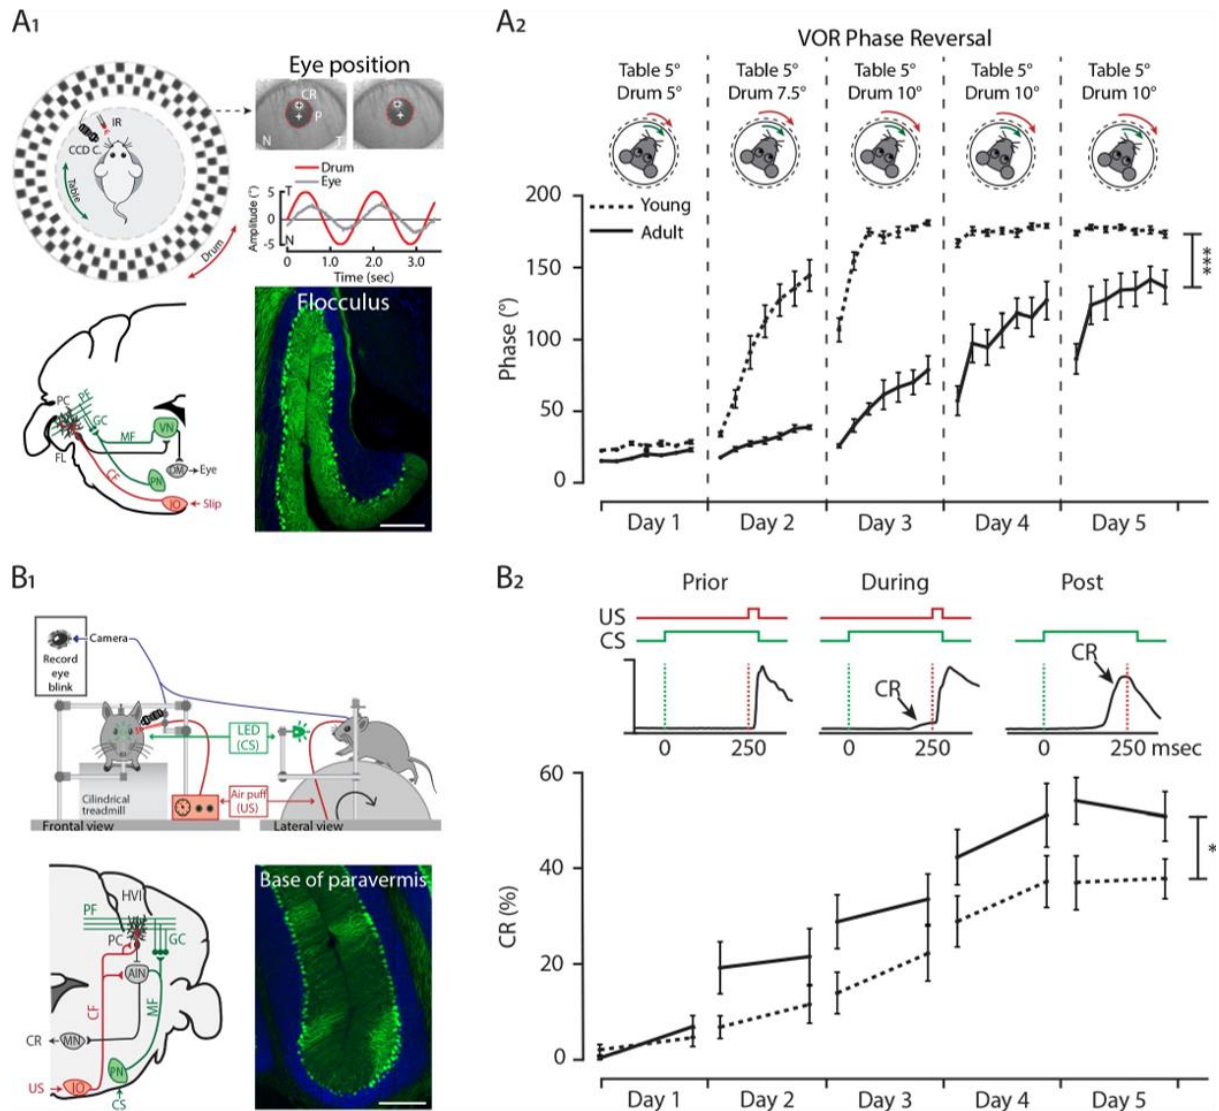 A1
Eye position
CR
P
N
T
IR
CCD C.
Table
Drum
Drum
Eye
Amplitude (°)
5
0
-5
T
N
0 1.0 2.0 3.0
Time (sec)
PC
PF
GC
MF
VN
FL
CF
OM
Eye
PN
IO
Slip
Flocculus
A2
VOR Phase Reversal
Table 5° Table 5° Table 5° Table 5° Table 5°
Drum 5° Drum 7.5° Drum 10° Drum 10° Drum 10°
Young
Adult
Phase (°)
200
150
100
50
0
***
Day 1 Day 2 Day 3 Day 4 Day 5
B1
Camera
Record
eye
blink
LED
(CS)
Air puff
(US)
Cilindrical
treadmill
Frontal view
Lateral view
HVI
PF
PC
GC
AIN
CF
MF
CR
MN
PN
US
IO
CS
Base of paravermis
B2
Prior During Post
US
CS
CR
CR
0 250 0 250 0 250 msec
CR (%)
60
40
20
0
*
Day 1 Day 2 Day 3 Day 4 Day 5